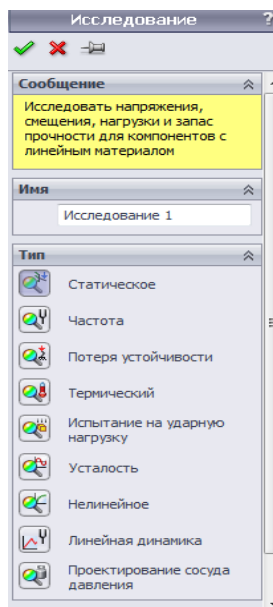 Исследование ?
Сообщение
Исследовать напряжения,
смещения, нагрузки и запас
прочности для компонентов с
линейным материалом
Имя
Исследование 1
Тип
Статическое
Частота
Потеря устойчивости
Термический
Испытание на ударную
нагрузку
Усталость
Нелинейное
Линейная динамика
Проектирование сосуда
давления